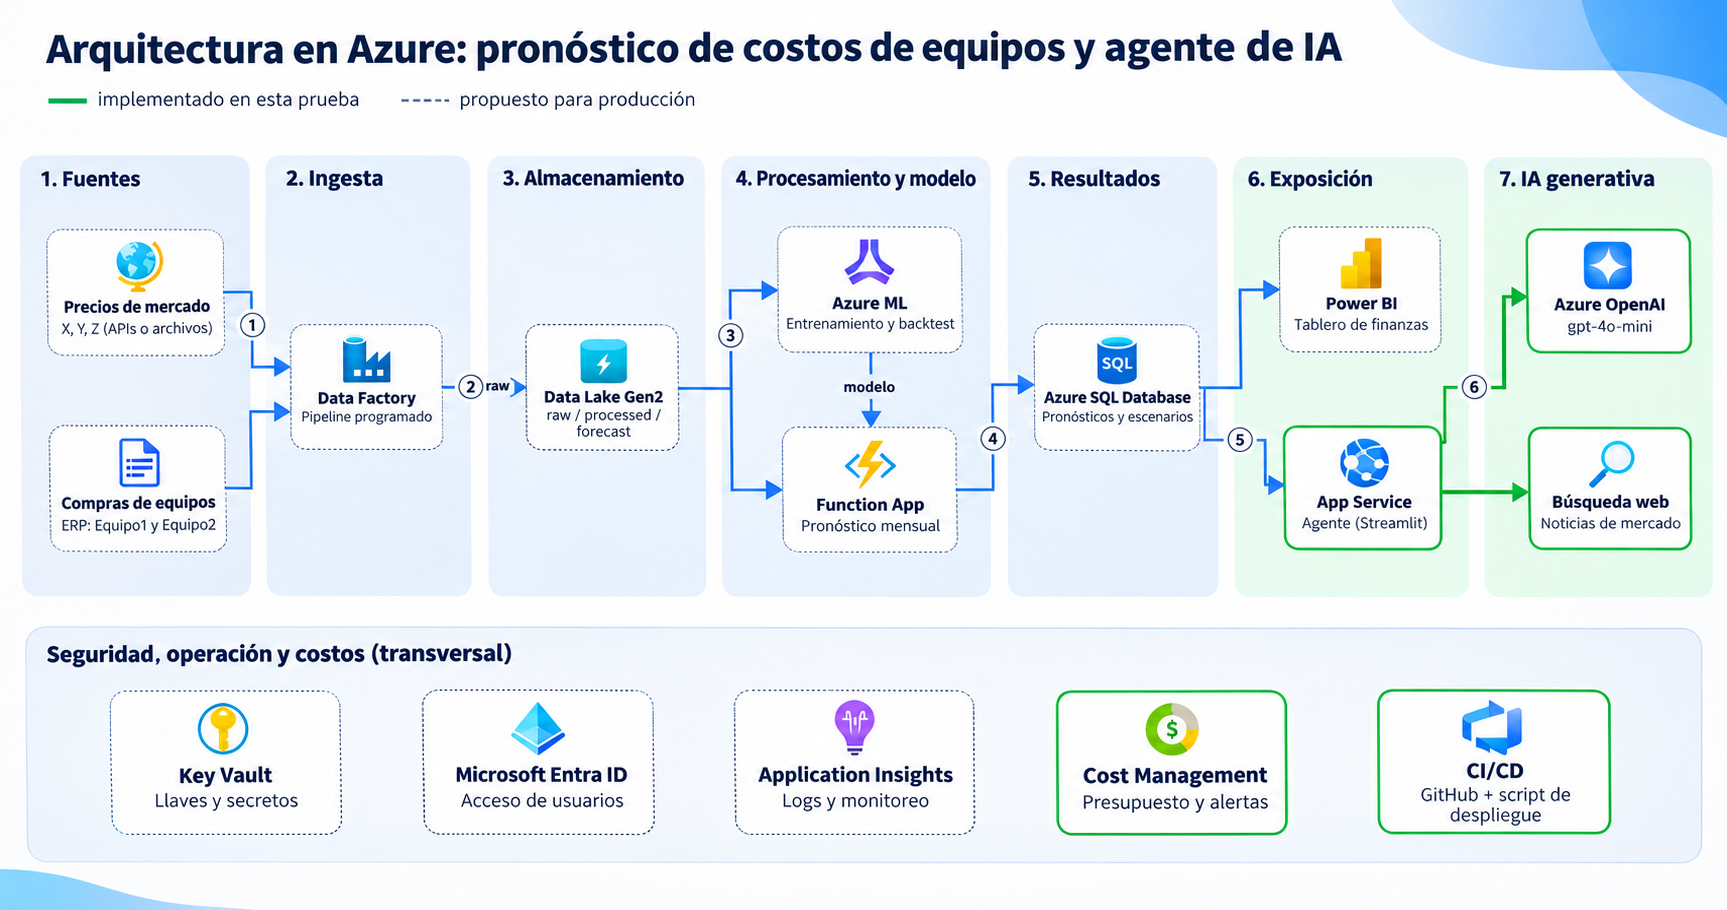 Arquitectura en Azure: pronóstico de costos de equipos y agente de IA
implementado en esta prueba
propuesto para producción
1. Fuentes
Precios de mercado
X, Y, Z (APIs o archivos)
Compras de equipos
ERP: Equipo1 y Equipo2
1
2. Ingesta
Data Factory
Pipeline programado
2
raw
3. Almacenamiento
Data Lake Gen2
raw / processed /
forecast
3
4. Procesamiento y modelo
Azure ML
Entrenamiento y backtest
modelo
Function App
Pronóstico mensual
4
5. Resultados
SQL
Azure SQL Database
Pronósticos y escenarios
5
6. Exposición
Power BI
Tablero de finanzas
App Service
Agente (Streamlit)
6
7. IA generativa
Azure OpenAI
gpt-4o-mini
Búsqueda web
Noticias de mercado
Seguridad, operación y costos (transversal)
Key Vault
Llaves y secretos
Microsoft Entra ID
Acceso de usuarios
Application Insights
Logs y monitoreo
$
Cost Management
Presupuesto y alertas
CI/CD
GitHub + script de
despliegue